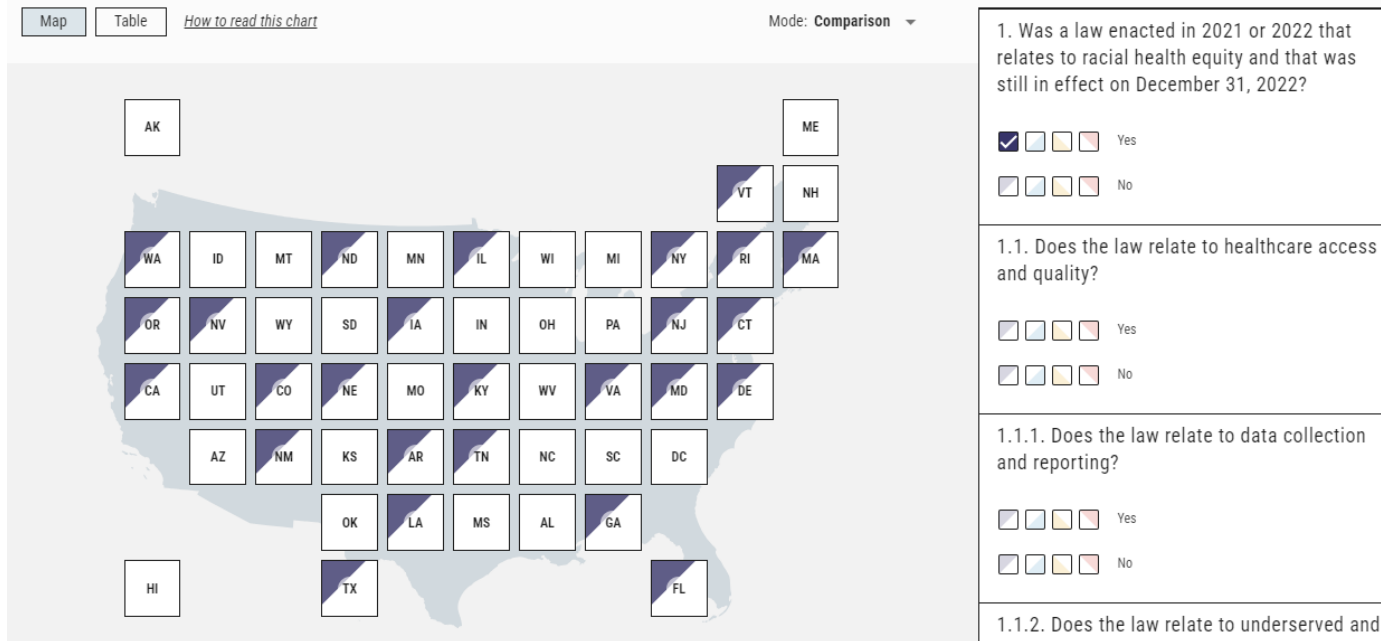 Map Table How to read this chart Mode: Comparison
AK ME
VT NH
WA ID MT ND MN IL WI MI NY RI MA
OR NV WY SD IA IN OH PA NJ CT
CA UT CO NE MO KY WV VA MD DE
AZ NM KS AR TN NC SC DC
OK LA MS AL GA
HI TX FL
1. Was a law enacted in 2021 or 2022 that
relates to racial health equity and that was
still in effect on December 31, 2022?
Yes
No
1.1. Does the law relate to healthcare access
and quality?
Yes
No
1.1.1. Does the law relate to data collection
and reporting?
Yes
No
1.1.2. Does the law relate to underserved and